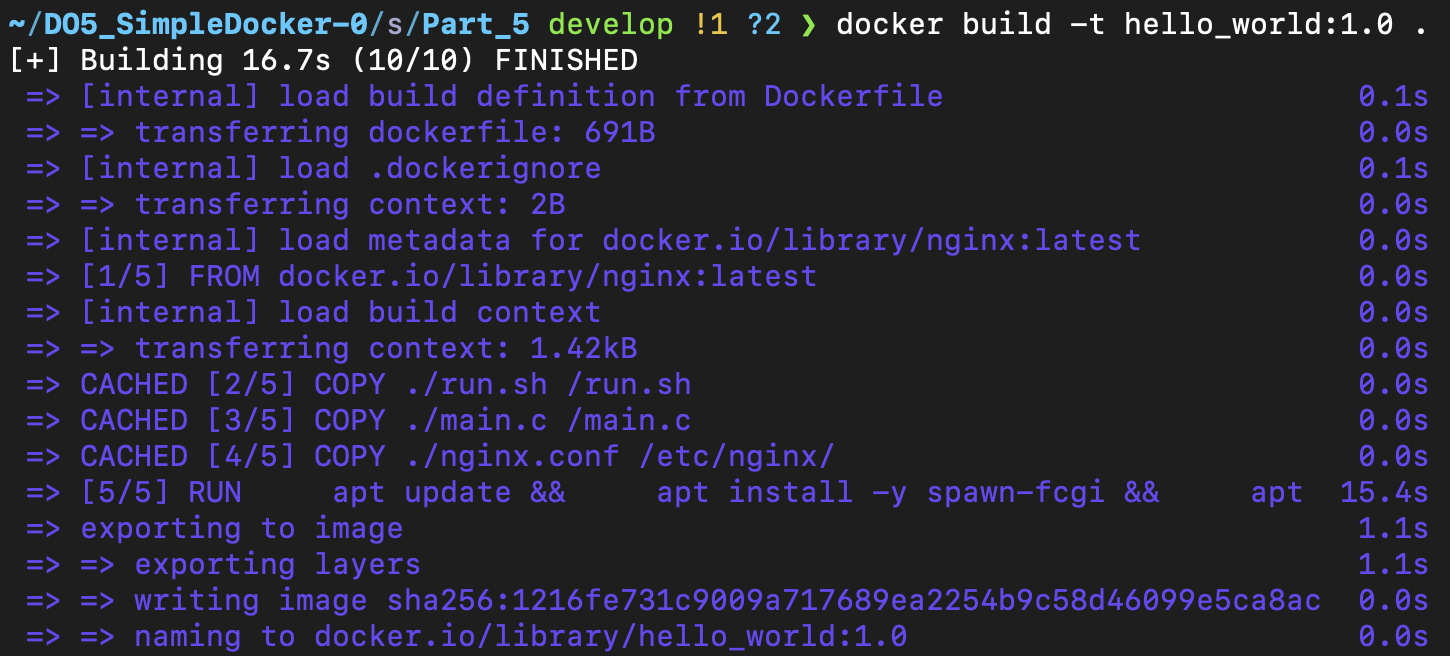 ~/DO5_SimpleDocker-0/s/Part_5 develop !1 ?2 ❯ docker build -t hello_world:1.0 .
[+] Building 16.7s (10/10) FINISHED
=> [internal] load build definition from Dockerfile 0.1s
=> => transferring dockerfile: 691B 0.0s
=> [internal] load .dockerignore 0.1s
=> => transferring context: 2B 0.0s
=> [internal] load metadata for docker.io/library/nginx:latest 0.0s
=> [1/5] FROM docker.io/library/nginx:latest 0.0s
=> [internal] load build context 0.0s
=> => transferring context: 1.42kB 0.0s
=> CACHED [2/5] COPY ./run.sh /run.sh 0.0s
=> CACHED [3/5] COPY ./main.c /main.c 0.0s
=> CACHED [4/5] COPY ./nginx.conf /etc/nginx/ 0.0s
=> [5/5] RUN     apt update &&     apt install -y spawn-fcgi &&     apt 15.4s
=> exporting to image 1.1s
=> => exporting layers 1.1s
=> => writing image sha256:1216fe731c9009a717689ea2254b9c58d46099e5ca8ac 0.0s
=> => naming to docker.io/library/hello_world:1.0 0.0s